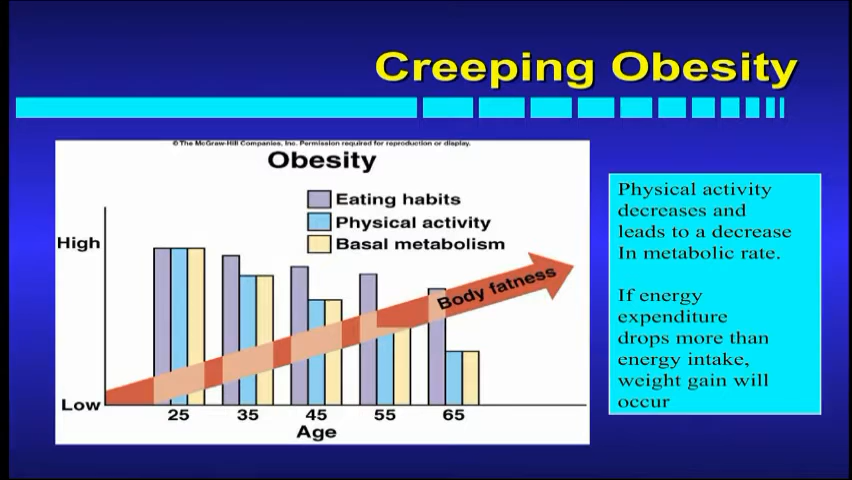 Creeping Obesity
© The McGraw-Hill Companies, Inc. Permission required for reproduction or display.
Obesity
Eating habits
Physical activity
Basal metabolism
High
Body fatness
Low
25 35 45 55 65
Age
Physical activity
decreases and
leads to a decrease
In metabolic rate.
If energy
expenditure
drops more than
energy intake,
weight gain will
occur